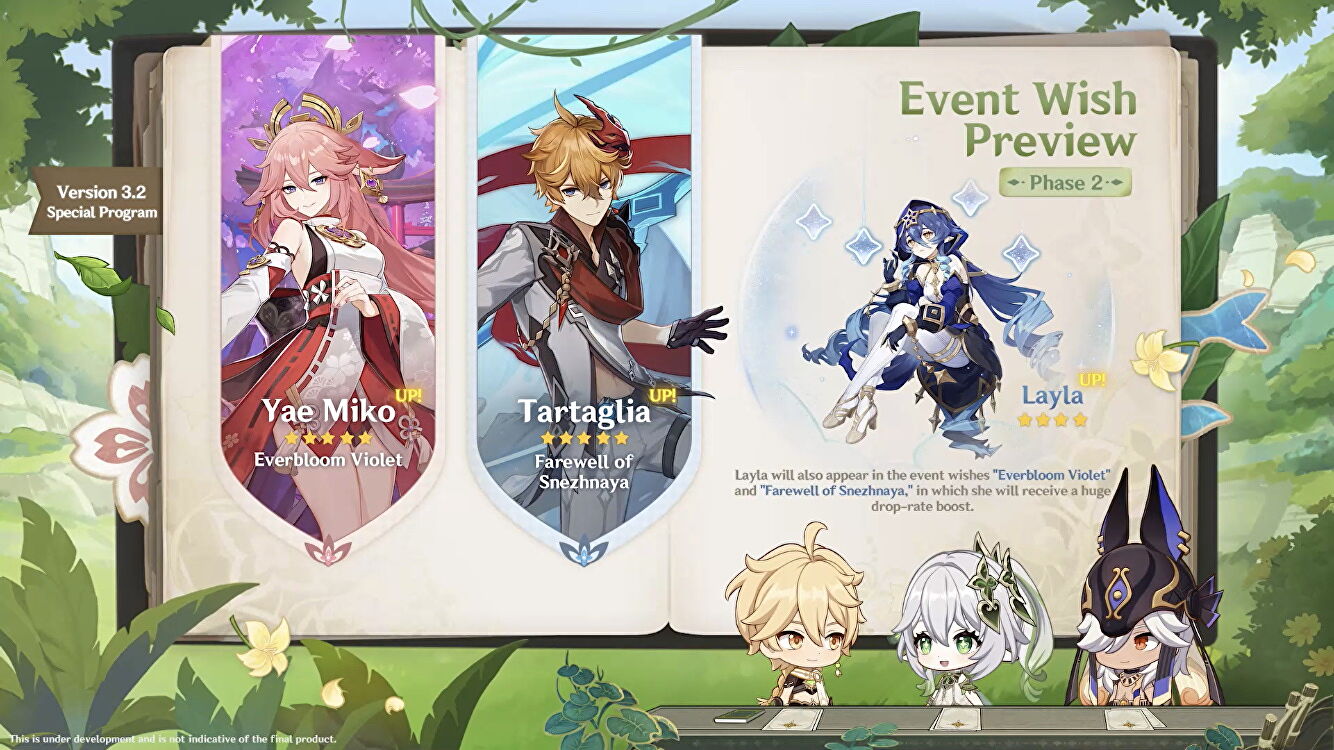 Event Wish
Preview
Phase 2
Version 3.2
Special Program
Yae Miko
UP!
Everbloom Violet
Tartaglia
UP!
Farewell of
Snezhnaya
Layla
UP!
Layla will also appear in the event wishes "Everbloom Violet"
and "Farewell of Snezhnaya," in which she will receive a huge
drop-rate boost.
This is under development and is not indicative of the final product.